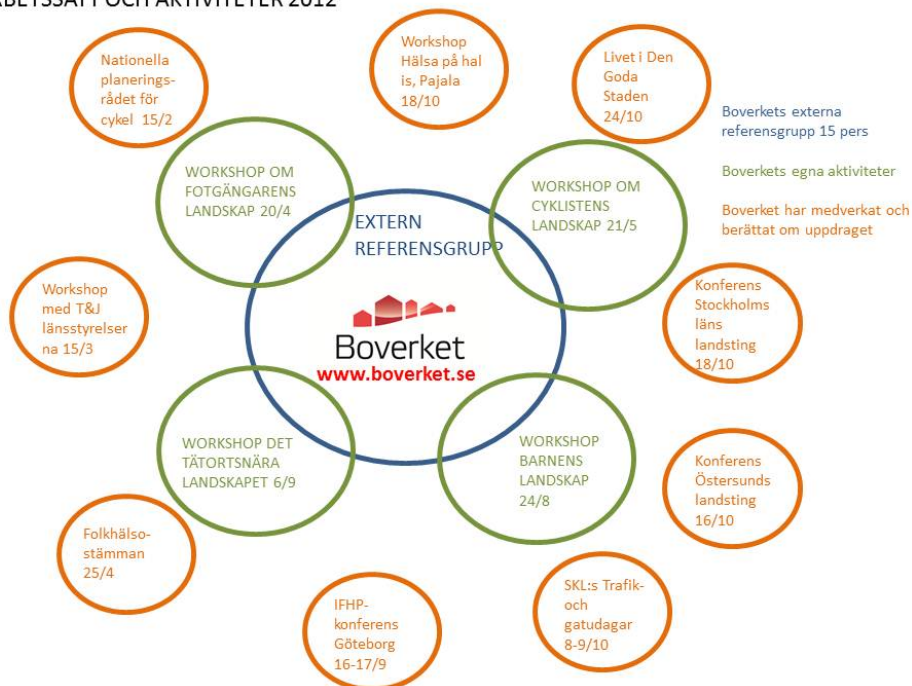 OCH AKTIVITETER 2012
Nationella
planerings-
rådet för
cykel 15/2
Workshop
Hälsa på hal
is, Pajala
18/10
Livet i Den
Goda
Staden
24/10
Boverkets externa
referensgrupp 15 pers
Boverkets egna aktiviteter
Boverket har medverkat och
berättat om uppdraget
WORKSHOP OM
FOTGÄNGARENS
LANDSKAP 20/4
WORKSHOP OM
CYKLISTENS
LANDSKAP 21/5
EXTERN
REFERENSGRUPP
Boverket
www.boverket.se
Workshop
med T&J
länsstyrelser
na 15/3
Konferens
Stockholms
läns
landsting
18/10
WORKSHOP DET
TÄTORTSNÄRA
LANDSKAPET 6/9
WORKSHOP
BARNENS
LANDSKAP
24/8
Konferens
Östersunds
landsting
16/10
Folkhälso-
stämman
25/4
IFHP-
konferens
Göteborg
16-17/9
SKL:s Trafik-
och
gatudagar
8-9/10